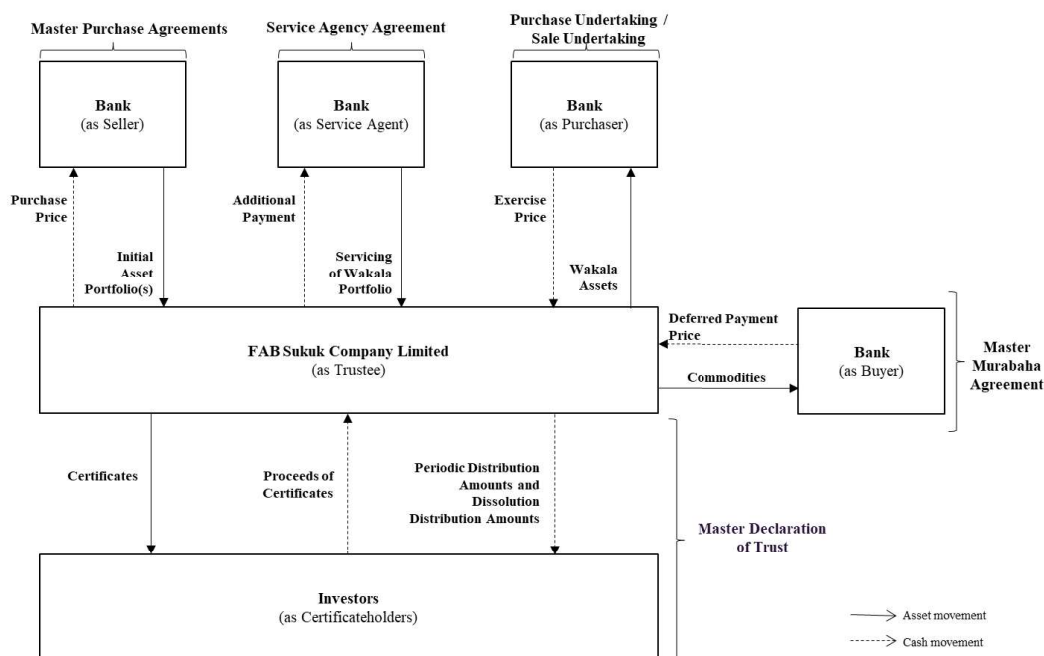 Master Purchase Agreements
Service Agency Agreement
Purchase Undertaking /
Sale Undertaking
Bank
(as Seller)
Bank
(as Service Agent)
Bank
(as Purchaser)
Purchase
Price
Initial
Asset
Portfolio(s)
Additional
Payment
Servicing
of Wakala
Portfolio
Exercise
Price
Wakala
Assets
FAB Sukuk Company Limited
(as Trustee)
Deferred Payment
Price
Commodities
Bank
(as Buyer)
Master
Murabaha
Agreement
Certificates
Proceeds of
Certificates
Periodic Distribution
Amounts and
Dissolution
Distribution Amounts
Master Declaration
of Trust
Investors
(as Certificateholders)
Asset movement
Cash movement